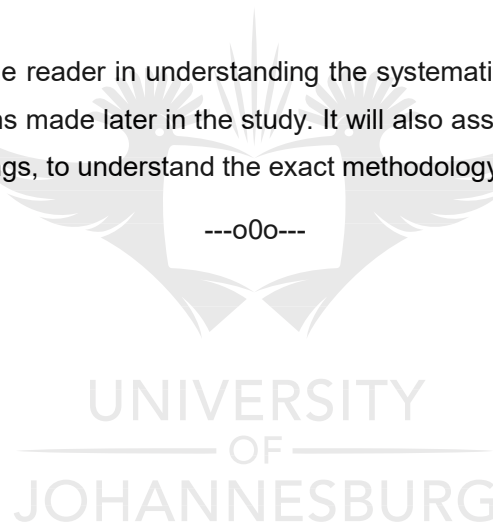 e reader in understanding the systemati
s made later in the study. It will also ass
gs, to understand the exact methodology
---o0o---
UNIVERSITY
OF
JOHANNESBURG